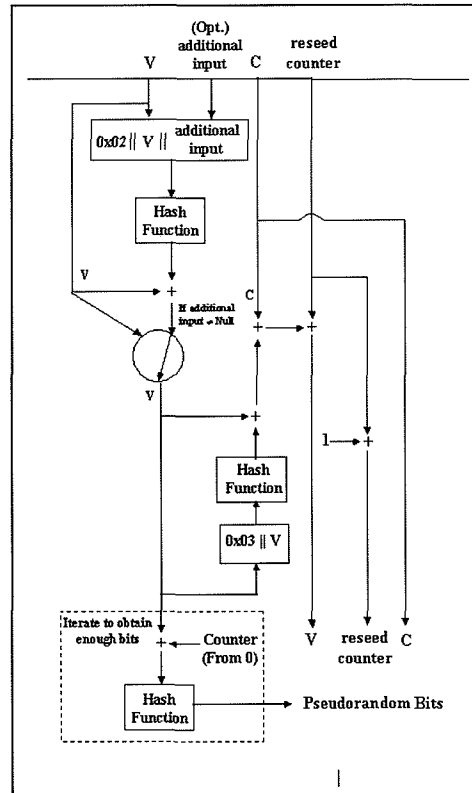 (Opt.)
V additional input C reseed counter
0x02 || V || additional input
Hash Function
V +
If additional
input ≠ Null
C
+ +
V
+
1 +
Hash
Function
0x03 || V
Iterate to obtain
enough bits
+ Counter
(From 0)
V reseed counter C
Hash
Function
Pseudorandom Bits